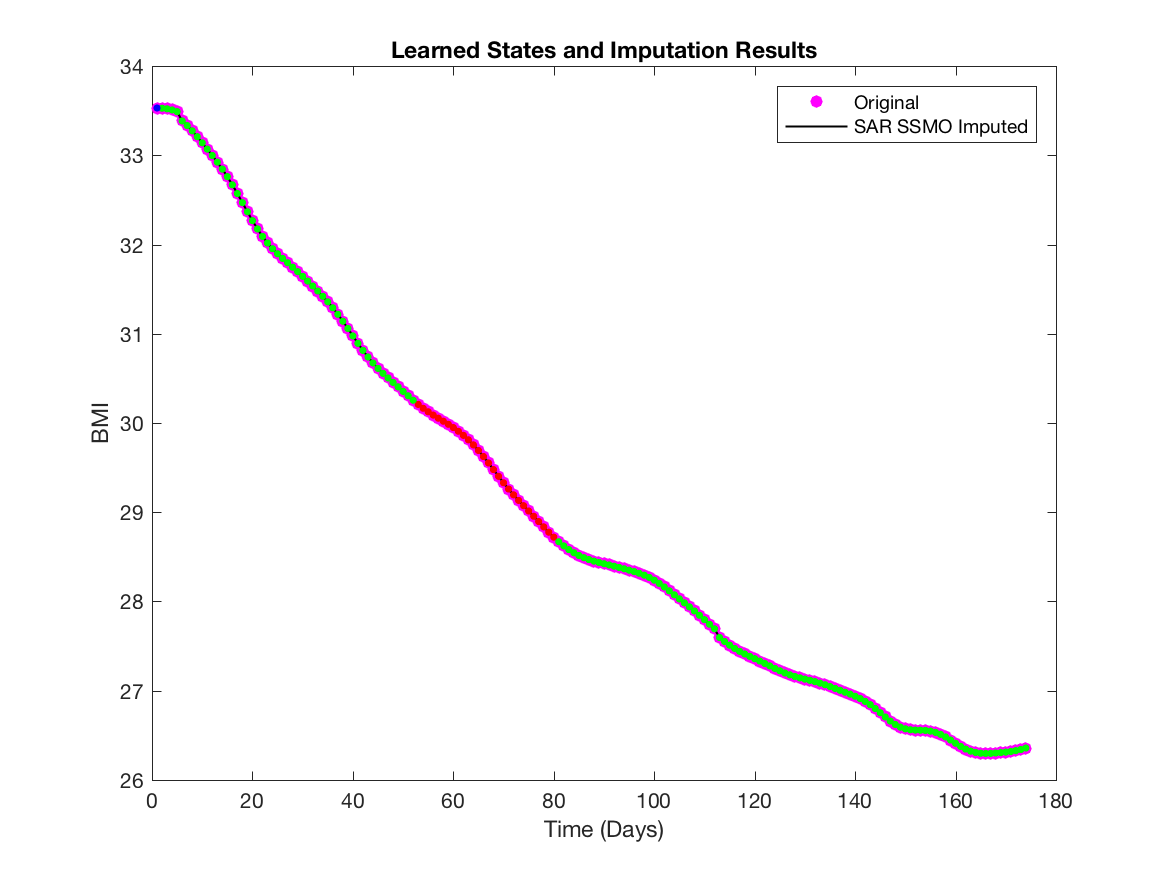 Learned States and Imputation Results
34
33
32
31
30
29
28
27
26
BMI
Original
SAR SSMO Imputed
0 20 40 60 80 100 120 140 160 180
Time (Days)